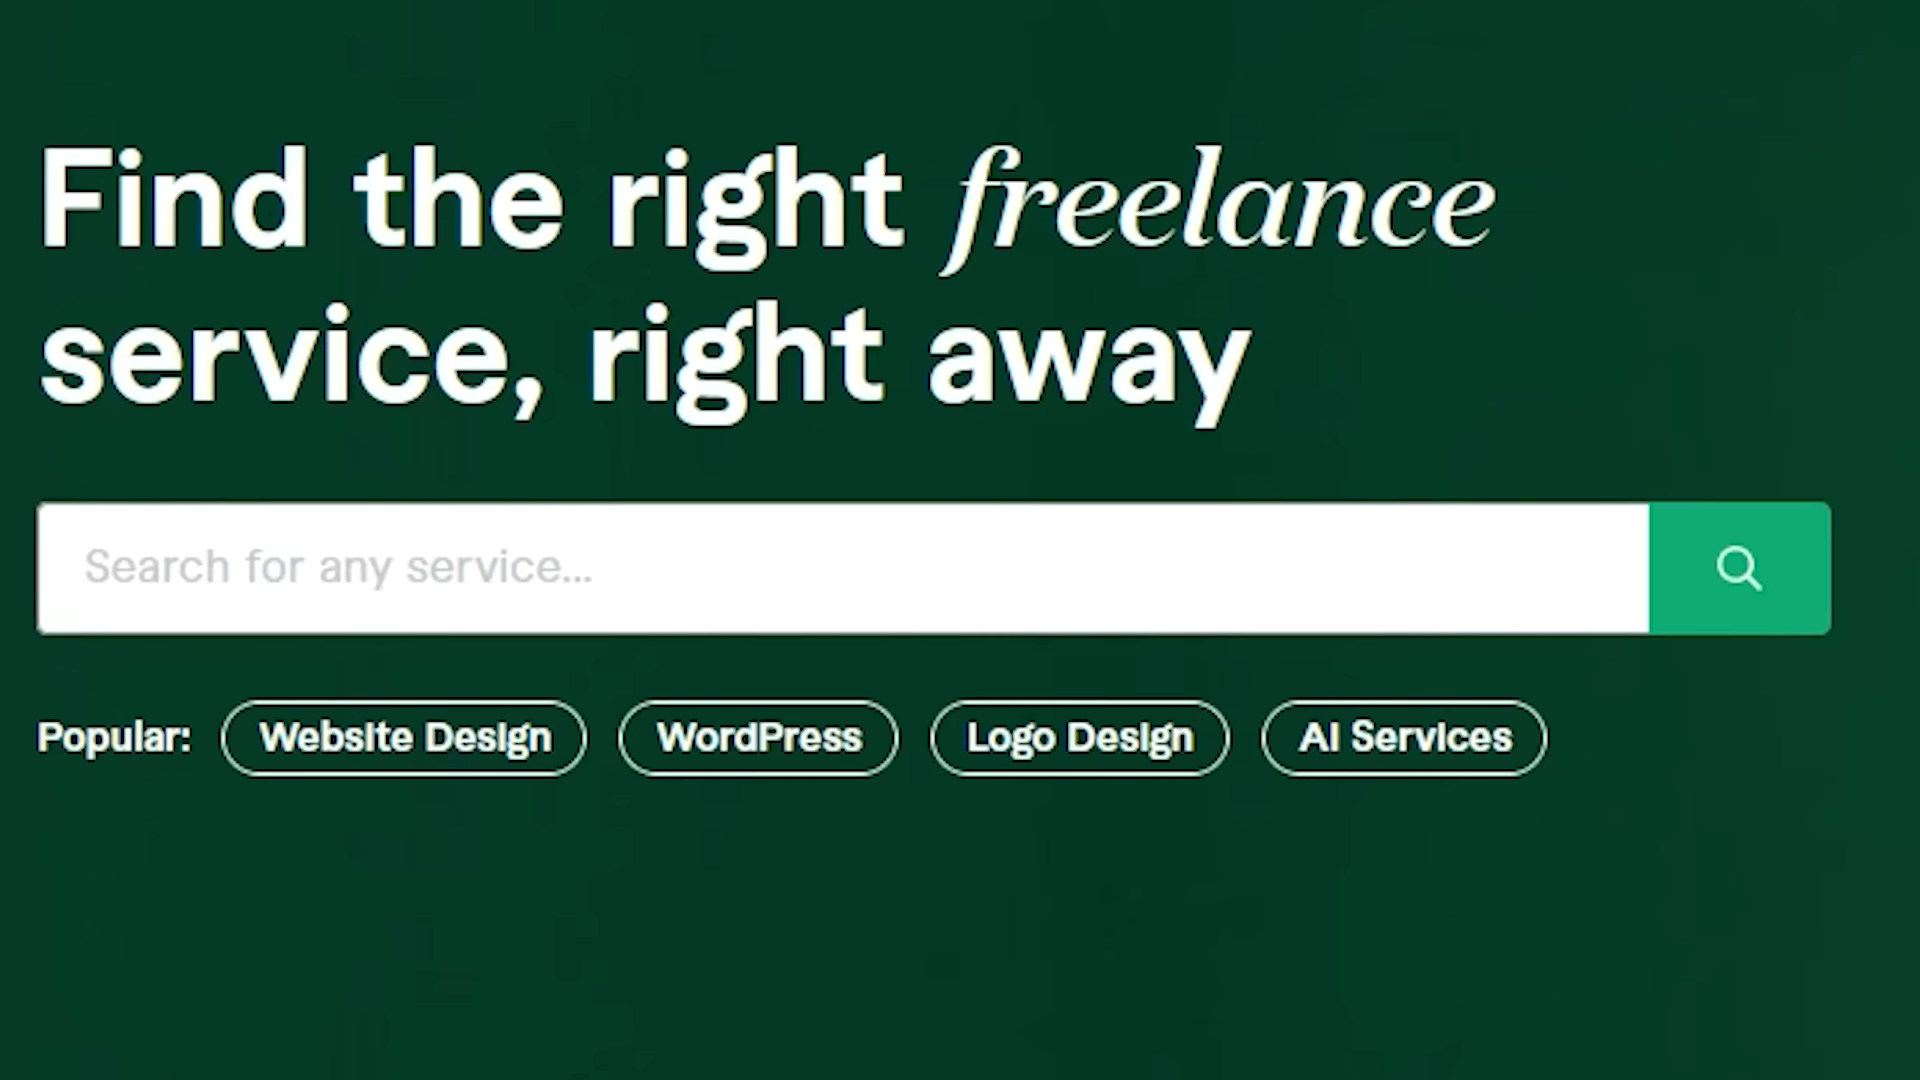 Find the right freelance
service, right away
Search for any service...
Popular: Website Design WordPress Logo Design AI Services